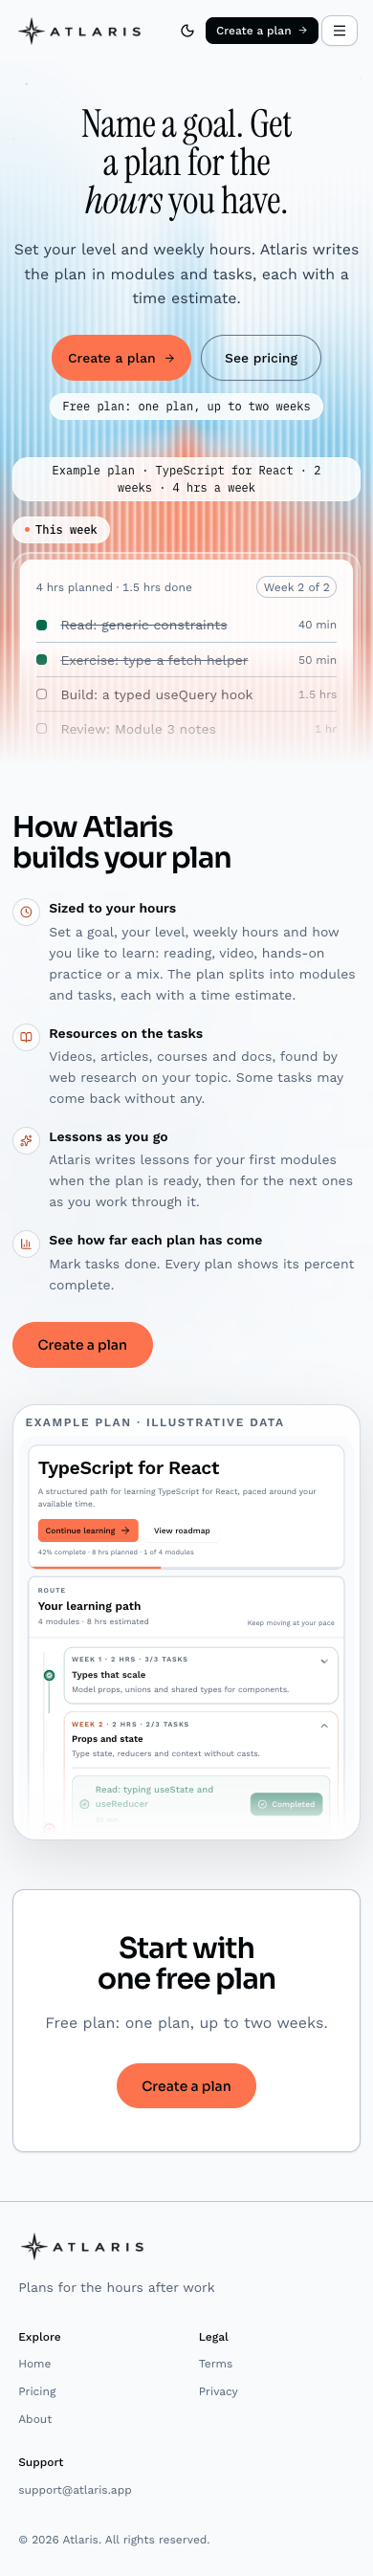 ATLARIS
Create a plan →
Name a goal. Get
a plan for the
hours you have.
Set your level and weekly hours. Atlaris writes
the plan in modules and tasks, each with a
time estimate.
Create a plan →
See pricing
Free plan: one plan, up to two weeks
Example plan · TypeScript for React · 2
weeks · 4 hrs a week
This week
4 hrs planned · 1.5 hrs done
Week 2 of 2
Read: generic constraints
40 min
Exercise: type a fetch helper
50 min
Build: a typed useQuery hook
1.5 hrs
Review: Module 3 notes
1 hr
How Atlaris
builds your plan
Sized to your hours
Set a goal, your level, weekly hours and how
you like to learn: reading, video, hands-on
practice or a mix. The plan splits into modules
and tasks, each with a time estimate.
Resources on the tasks
Videos, articles, courses and docs, found by
web research on your topic. Some tasks may
come back without any.
Lessons as you go
Atlaris writes lessons for your first modules
when the plan is ready, then for the next ones
as you work through it.
See how far each plan has come
Mark tasks done. Every plan shows its percent
complete.
Create a plan
EXAMPLE PLAN · ILLUSTRATIVE DATA
TypeScript for React
A structured path for learning TypeScript for React, paced around your
available time.
Continue learning →
View roadmap
42% complete · 8 hrs planned · 1 of 4 modules
ROUTE
Your learning path
4 modules · 8 hrs estimated
Keep moving at your pace
WEEK 1 · 2 HRS · 3/3 TASKS
Types that scale
Model props, unions and shared types for components.
WEEK 2 · 2 HRS · 2/3 TASKS
Props and state
Type state, reducers and context without casts.
Read: typing useState and
useReducer
Completed
Start with
one free plan
Free plan: one plan, up to two weeks.
Create a plan
ATLARIS
Plans for the hours after work
Explore
Legal
Home
Terms
Pricing
Privacy
About
Support
support@atlaris.app
© 2026 Atlaris. All rights reserved.